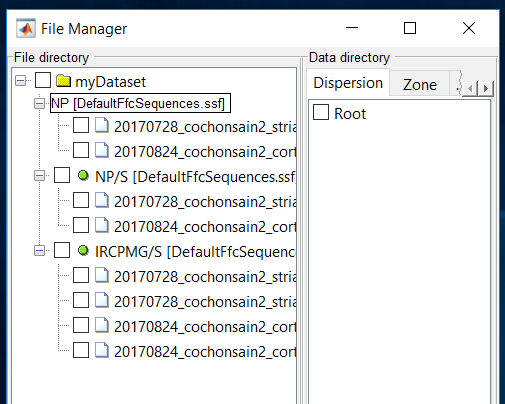 File Manager
File directory
Data directory
myDataset
NP [DefaultFfcSequences.ssf]
20170728_cochonsain2_stria
20170824_cochonsain2_cort
NP/S [DefaultFfcSequences.ssf
20170728_cochonsain2_stria
20170824_cochonsain2_cort
IRCPMG/S [DefaultFfcSequence
20170728_cochonsain2_stria
20170728_cochonsain2_stria
20170824_cochonsain2_cort
20170824_cochonsain2_cort
Dispersion
Zone
Root